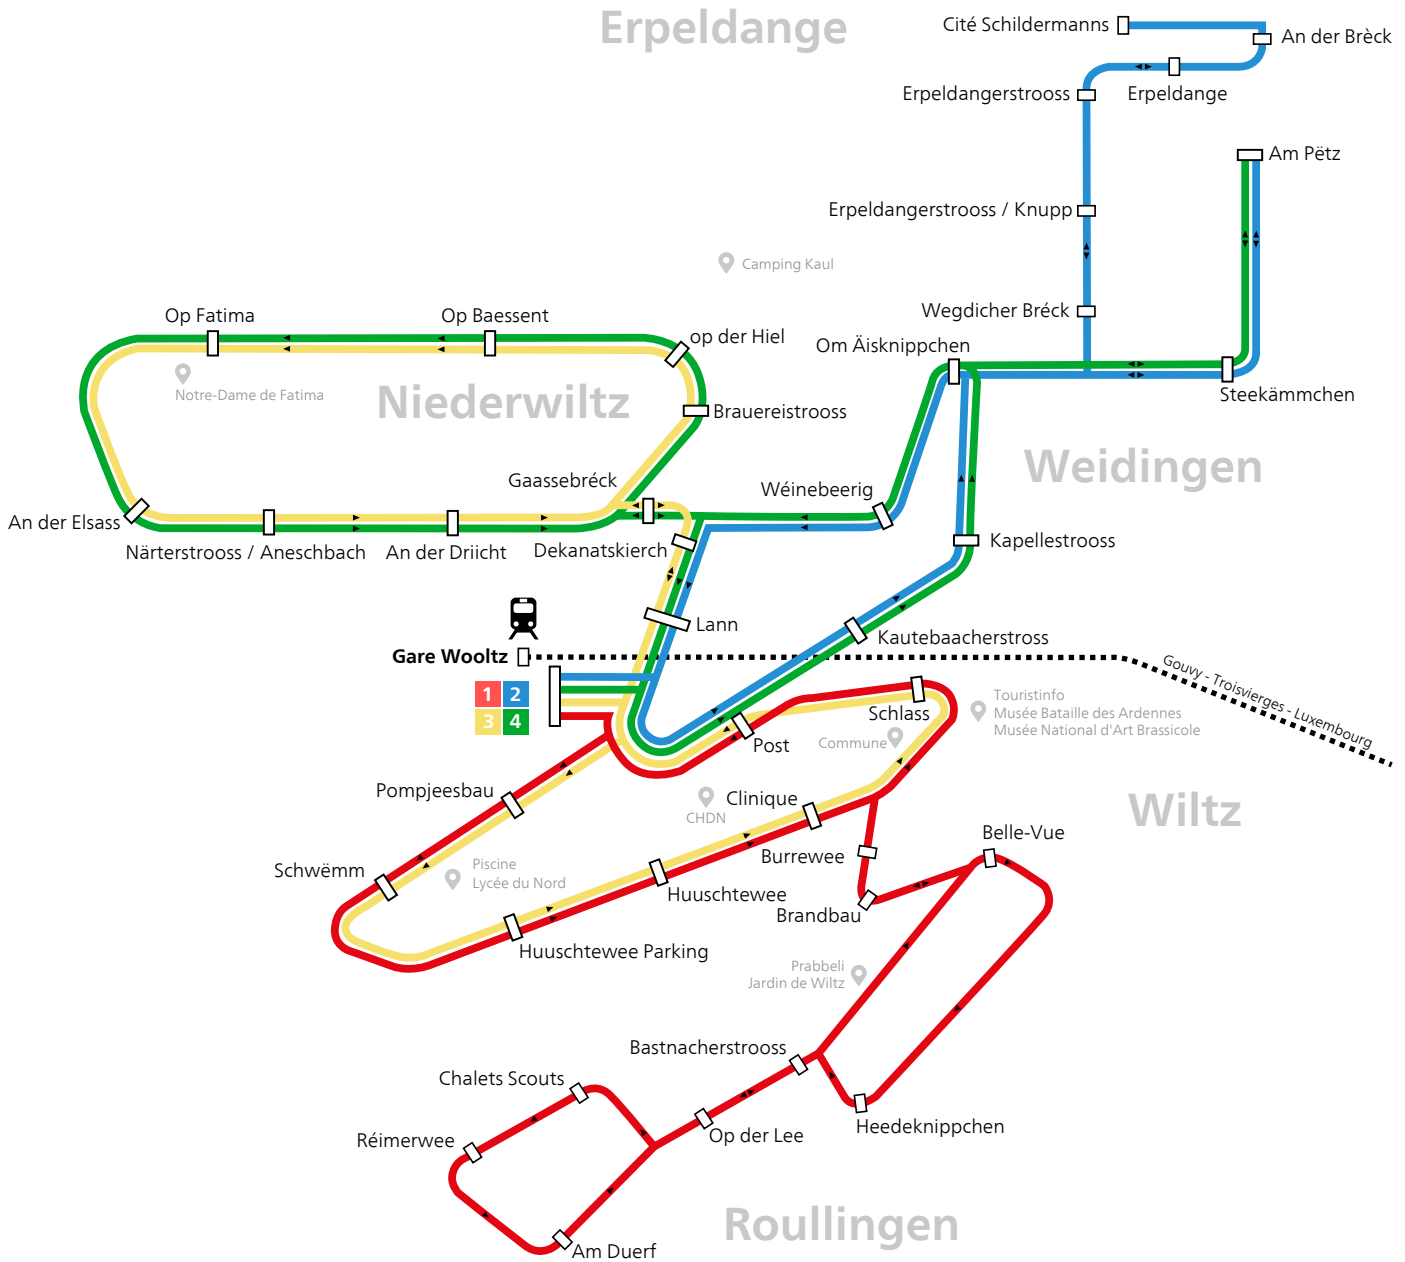 Erpeldange
Cité Schildermanns
An der Brèck
Erpeldangerstrooss
Erpeldange
Am Pëtz
Erpeldangerstrooss / Knupp
Camping Kaul
Wegdicher Bréck
Op Fatima
Op Baessent
op der Hiel
Om Äisknippchen
Notre-Dame de Fatima
Niederwiltz
Brauereistrooss
Steekämmchen
Weidingen
Gaassebréck
Wéinebeerig
An der Elsass
Närterstrooss / Aneschbach
An der Driicht
Dekanatskierch
Kapellestrooss
Lann
Kautebaacherstross
Gare Wooltz
Gouvy - Troisvierges - Luxembourg
1 2
3 4
Touristinfo
Musée Bataille des Ardennes
Musée National d'Art Brassicole
Schlass
Commune
Post
Pompjeesbau
Clinique
CHDN
Wiltz
Belle-Vue
Burrewee
Schwëmm
Piscine
Lycée du Nord
Huuschtewee
Brandbau
Huuschtewee Parking
Prabbeli
Jardin de Wiltz
Bastnacherstrooss
Chalets Scouts
Heedeknippchen
Réimerwee
Op der Lee
Roullingen
Am Duerf